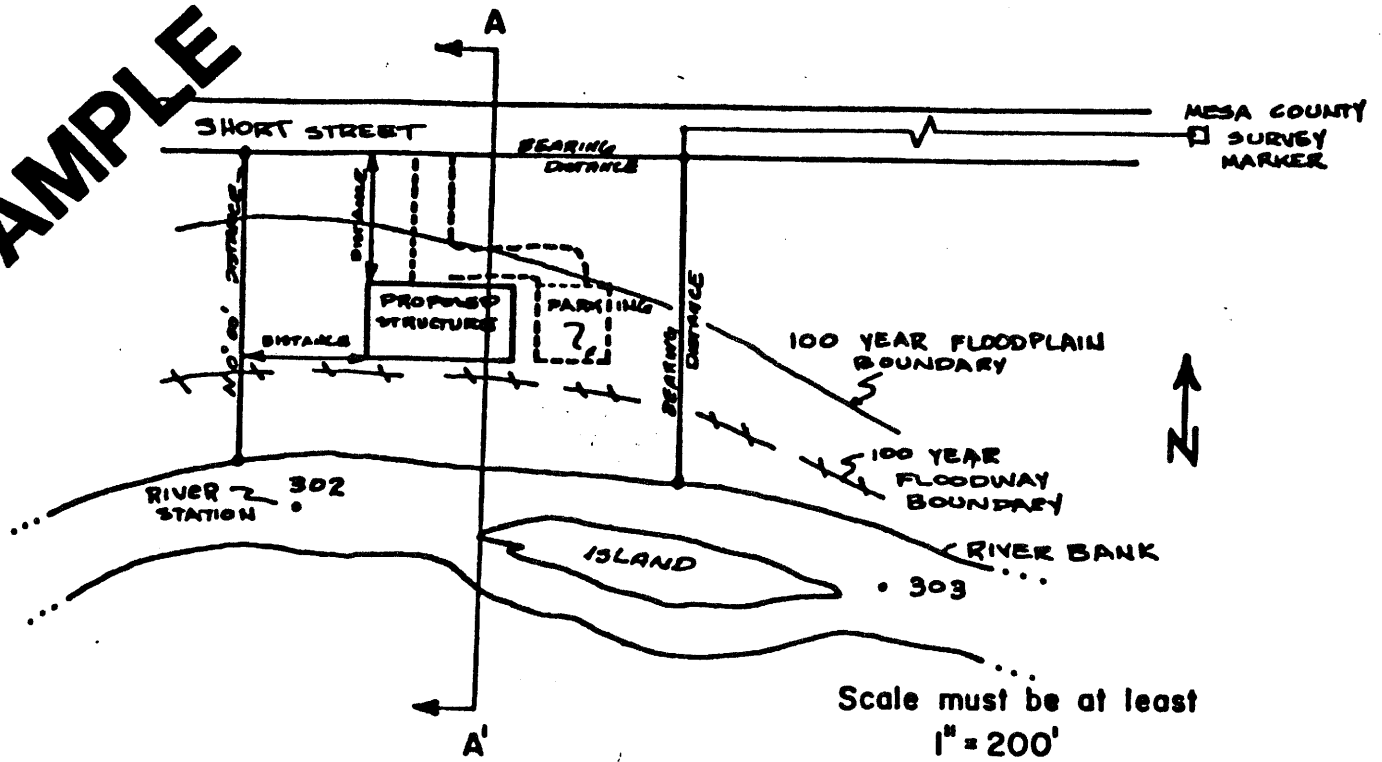 AMPLE
A
MESA COUNTY
SURVEY
MARKER
SHORT STREET
BEARING
DISTANCE
DISTANCE
DISTANCE
PROPOSED
STRUCTURE
PARKING
DISTANCE
BEARING
DISTANCE
100 YEAR FLOODPLAIN
BOUNDARY
N
100 YEAR
FLOODWAY
BOUNDARY
RIVER
STATION
302
ISLAND
RIVER BANK
303
Scale must be at least
1" = 200'
A'